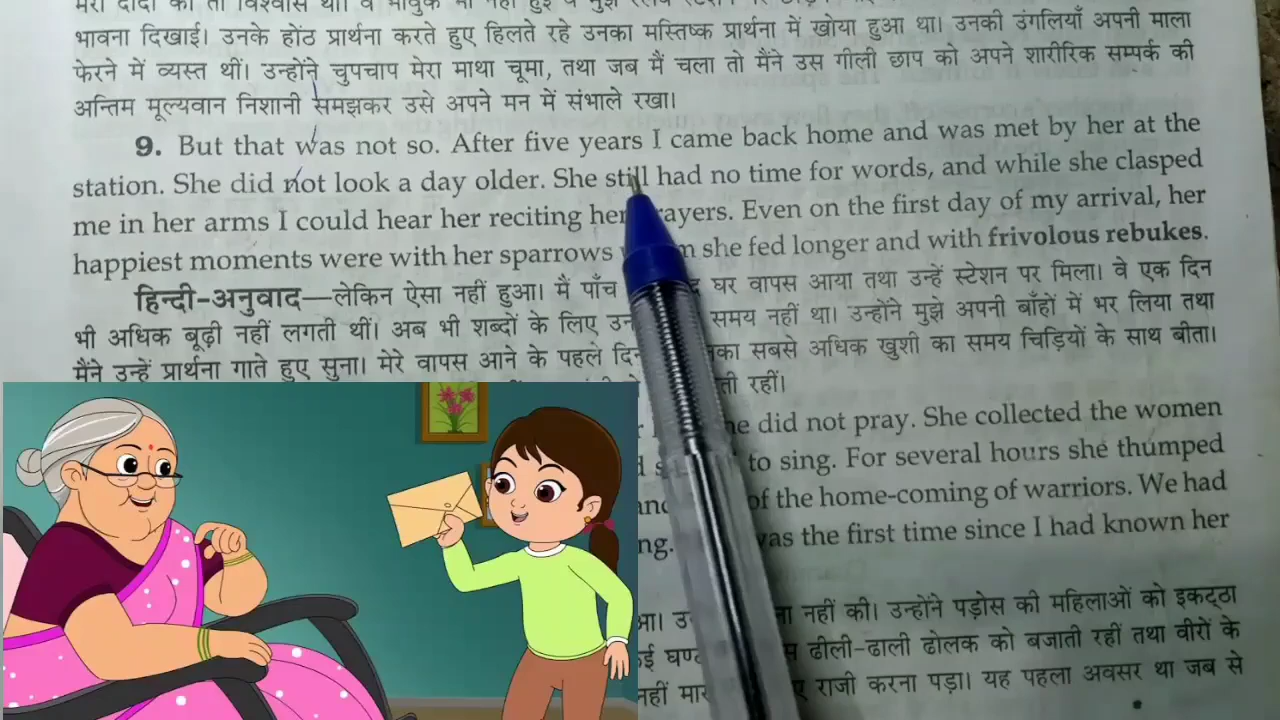 भावना दिखाई। उनके होंठ प्रार्थना करते हुए हिलते रहे उनका मस्तिष्क प्रार्थना में खोया हुआ था। उनकी उंगलियाँ अपनी माला
फेरने में व्यस्त थीं। उन्होंने चुपचाप मेरा माथा चूमा, तथा जब मैं चला तो मैंने उस गीली छाप को अपने शारीरिक सम्पर्क की
अन्तिम मूल्यवान निशानी समझकर उसे अपने मन में संभाले रखा।
9. But that was not so. After five years I came back home and was met by her at the
station. She did not look a day older. She still had no time for words, and while she clasped
me in her arms I could hear her reciting her rayers. Even on the first day of my arrival, her
happiest moments were with her sparrows she fed longer and with frivolous rebukes.
हिन्दी-अनुवाद—लेकिन ऐसा नहीं हुआ। मैं पाँच घर वापस आया तथा उन्हें स्टेशन पर मिला। वे एक दिन
भी अधिक बूढ़ी नहीं लगती थीं। अब भी शब्दों के लिए समय नहीं था। उन्होंने मुझे अपनी बाँहों में भर लिया तथा
मैंने उन्हें प्रार्थना गाते हुए सुना। मेरे वापस आने के पहले सबसे अधिक खुशी का समय चिड़ियों के साथ बीता।
रहीं।
did not pray. She collected the women
to sing. For several hours she thumped
of the home-coming of warriors. We had
was the first time since I had known her
नहीं की। उन्होंने पड़ोस की महिलाओं को इकट्ठा
ढीली-ढाली ढोलक को बजाती रहीं तथा वीरों के
राजी करना पड़ा। यह पहला अवसर था जब से